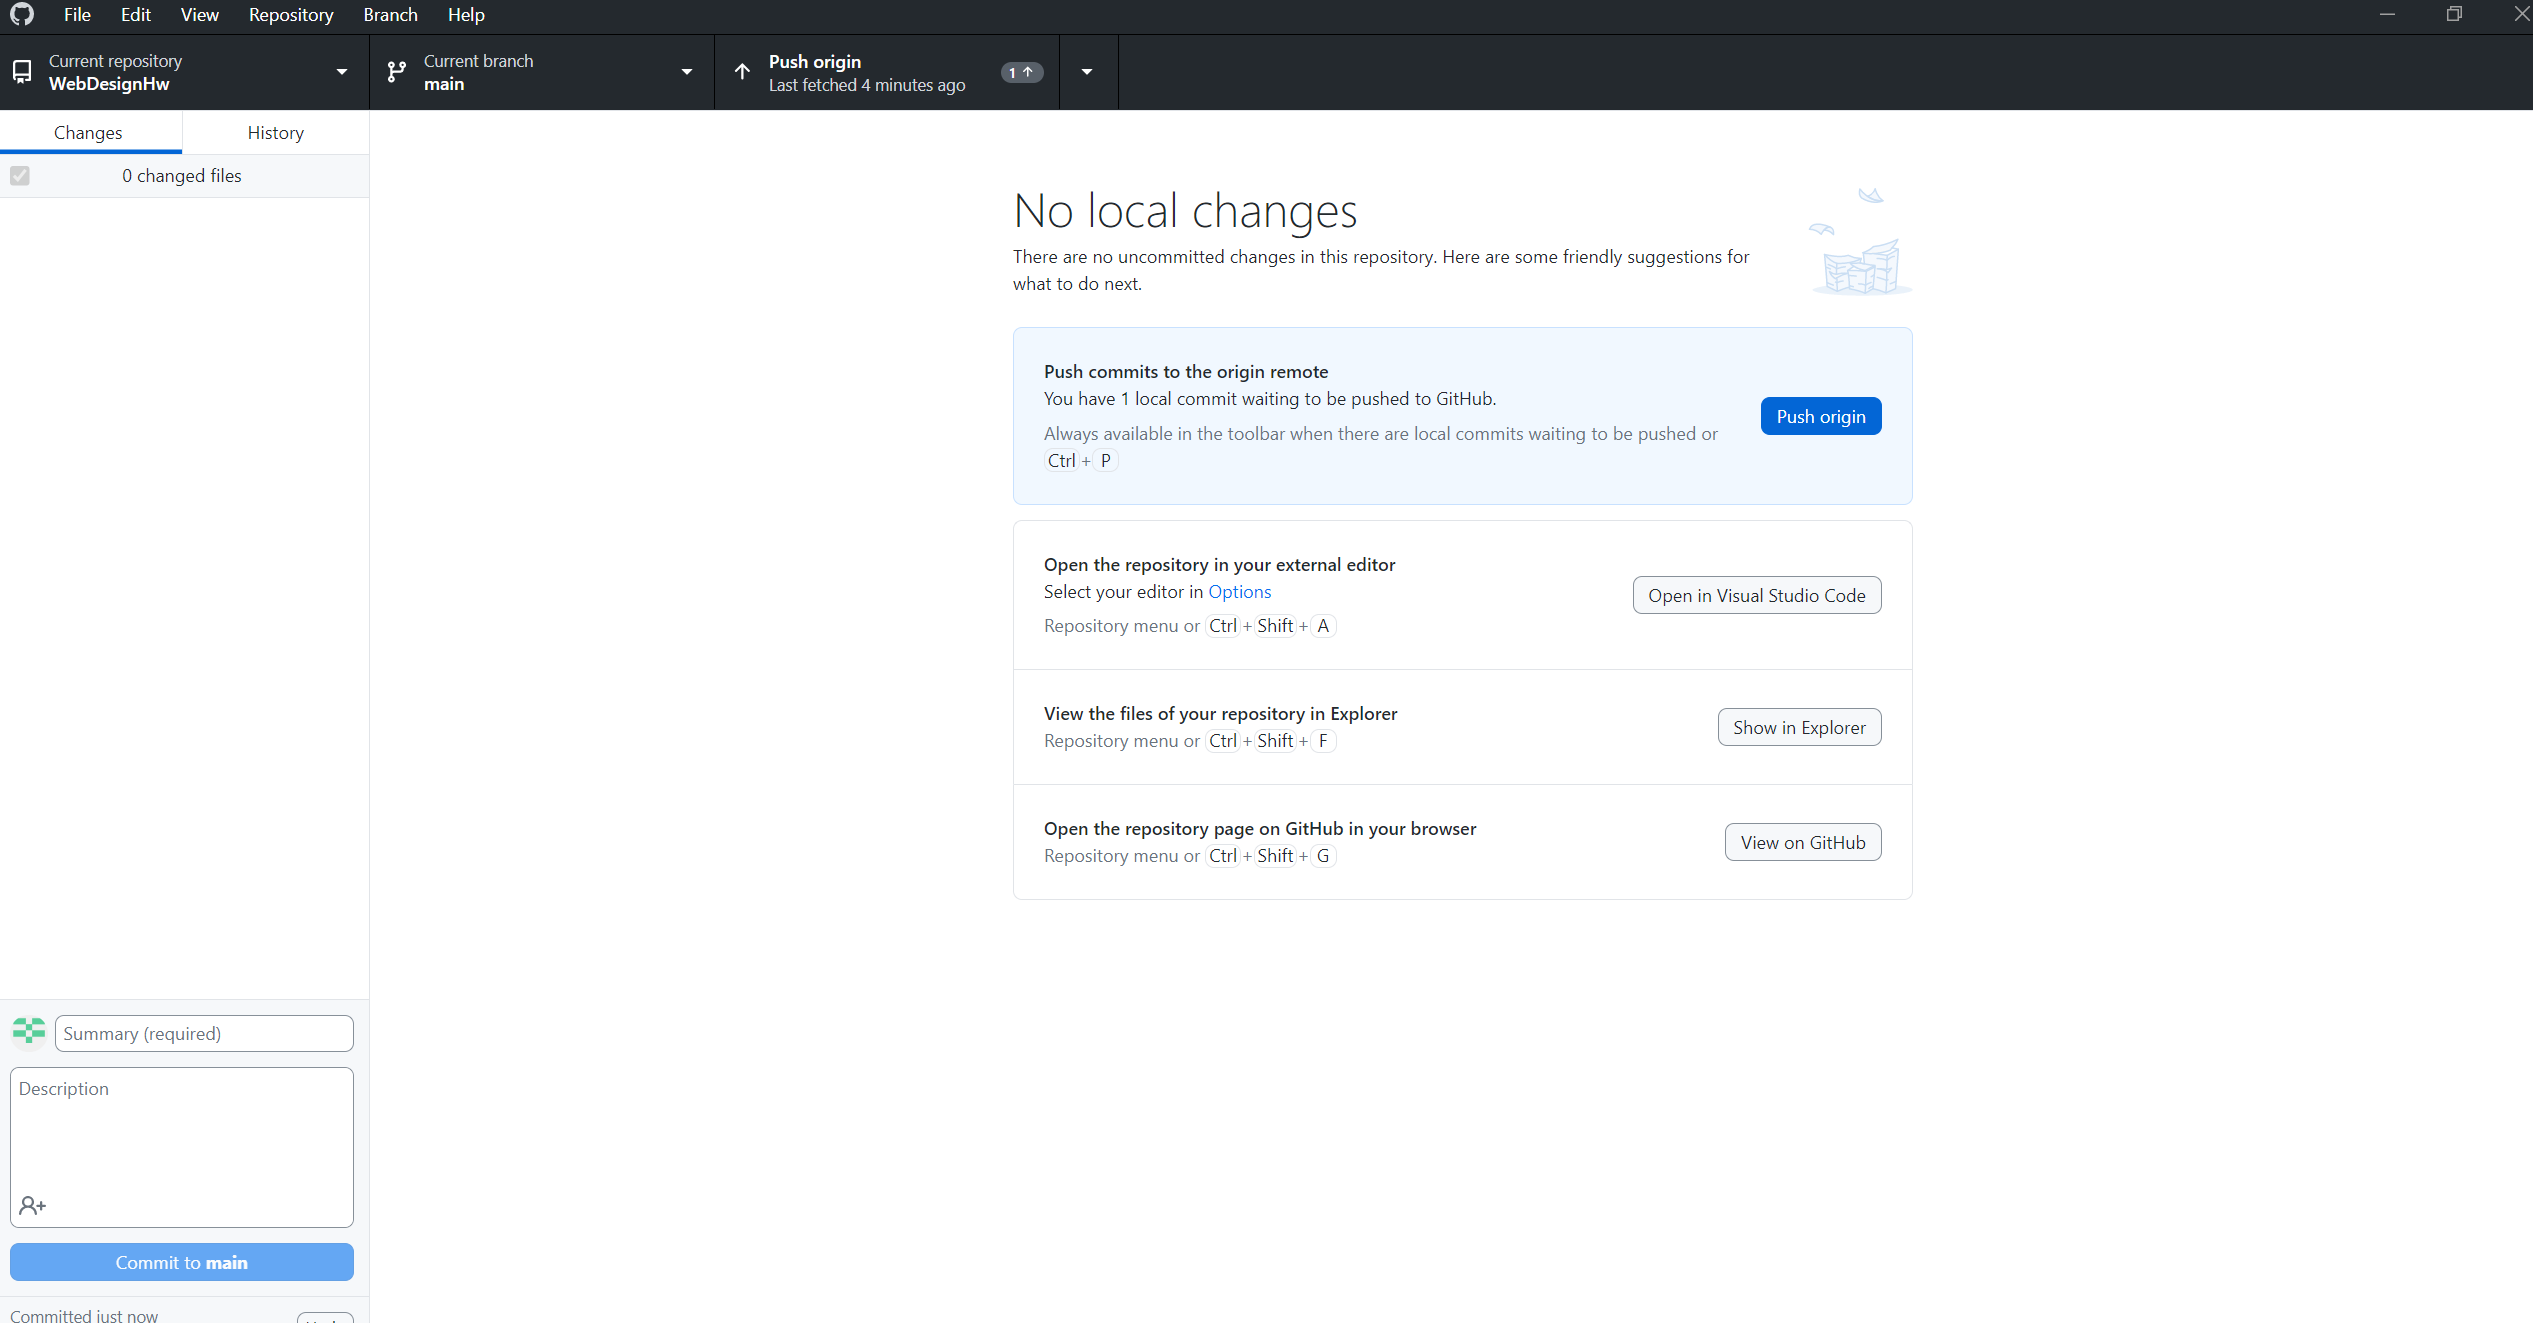 File Edit View Repository Branch Help
Current repository
WebDesignHw
Current branch
main
Push origin
Last fetched 4 minutes ago
1
Changes
History
0 changed files
No local changes
There are no uncommitted changes in this repository. Here are some friendly suggestions for
what to do next.
Push commits to the origin remote
You have 1 local commit waiting to be pushed to GitHub.
Always available in the toolbar when there are local commits waiting to be pushed or
Ctrl + P
Push origin
Open the repository in your external editor
Select your editor in Options
Repository menu or Ctrl + Shift + A
Open in Visual Studio Code
View the files of your repository in Explorer
Repository menu or Ctrl + Shift + F
Show in Explorer
Open the repository page on GitHub in your browser
Repository menu or Ctrl + Shift + G
View on GitHub
Summary (required)
Description
Commit to main
Committed just now